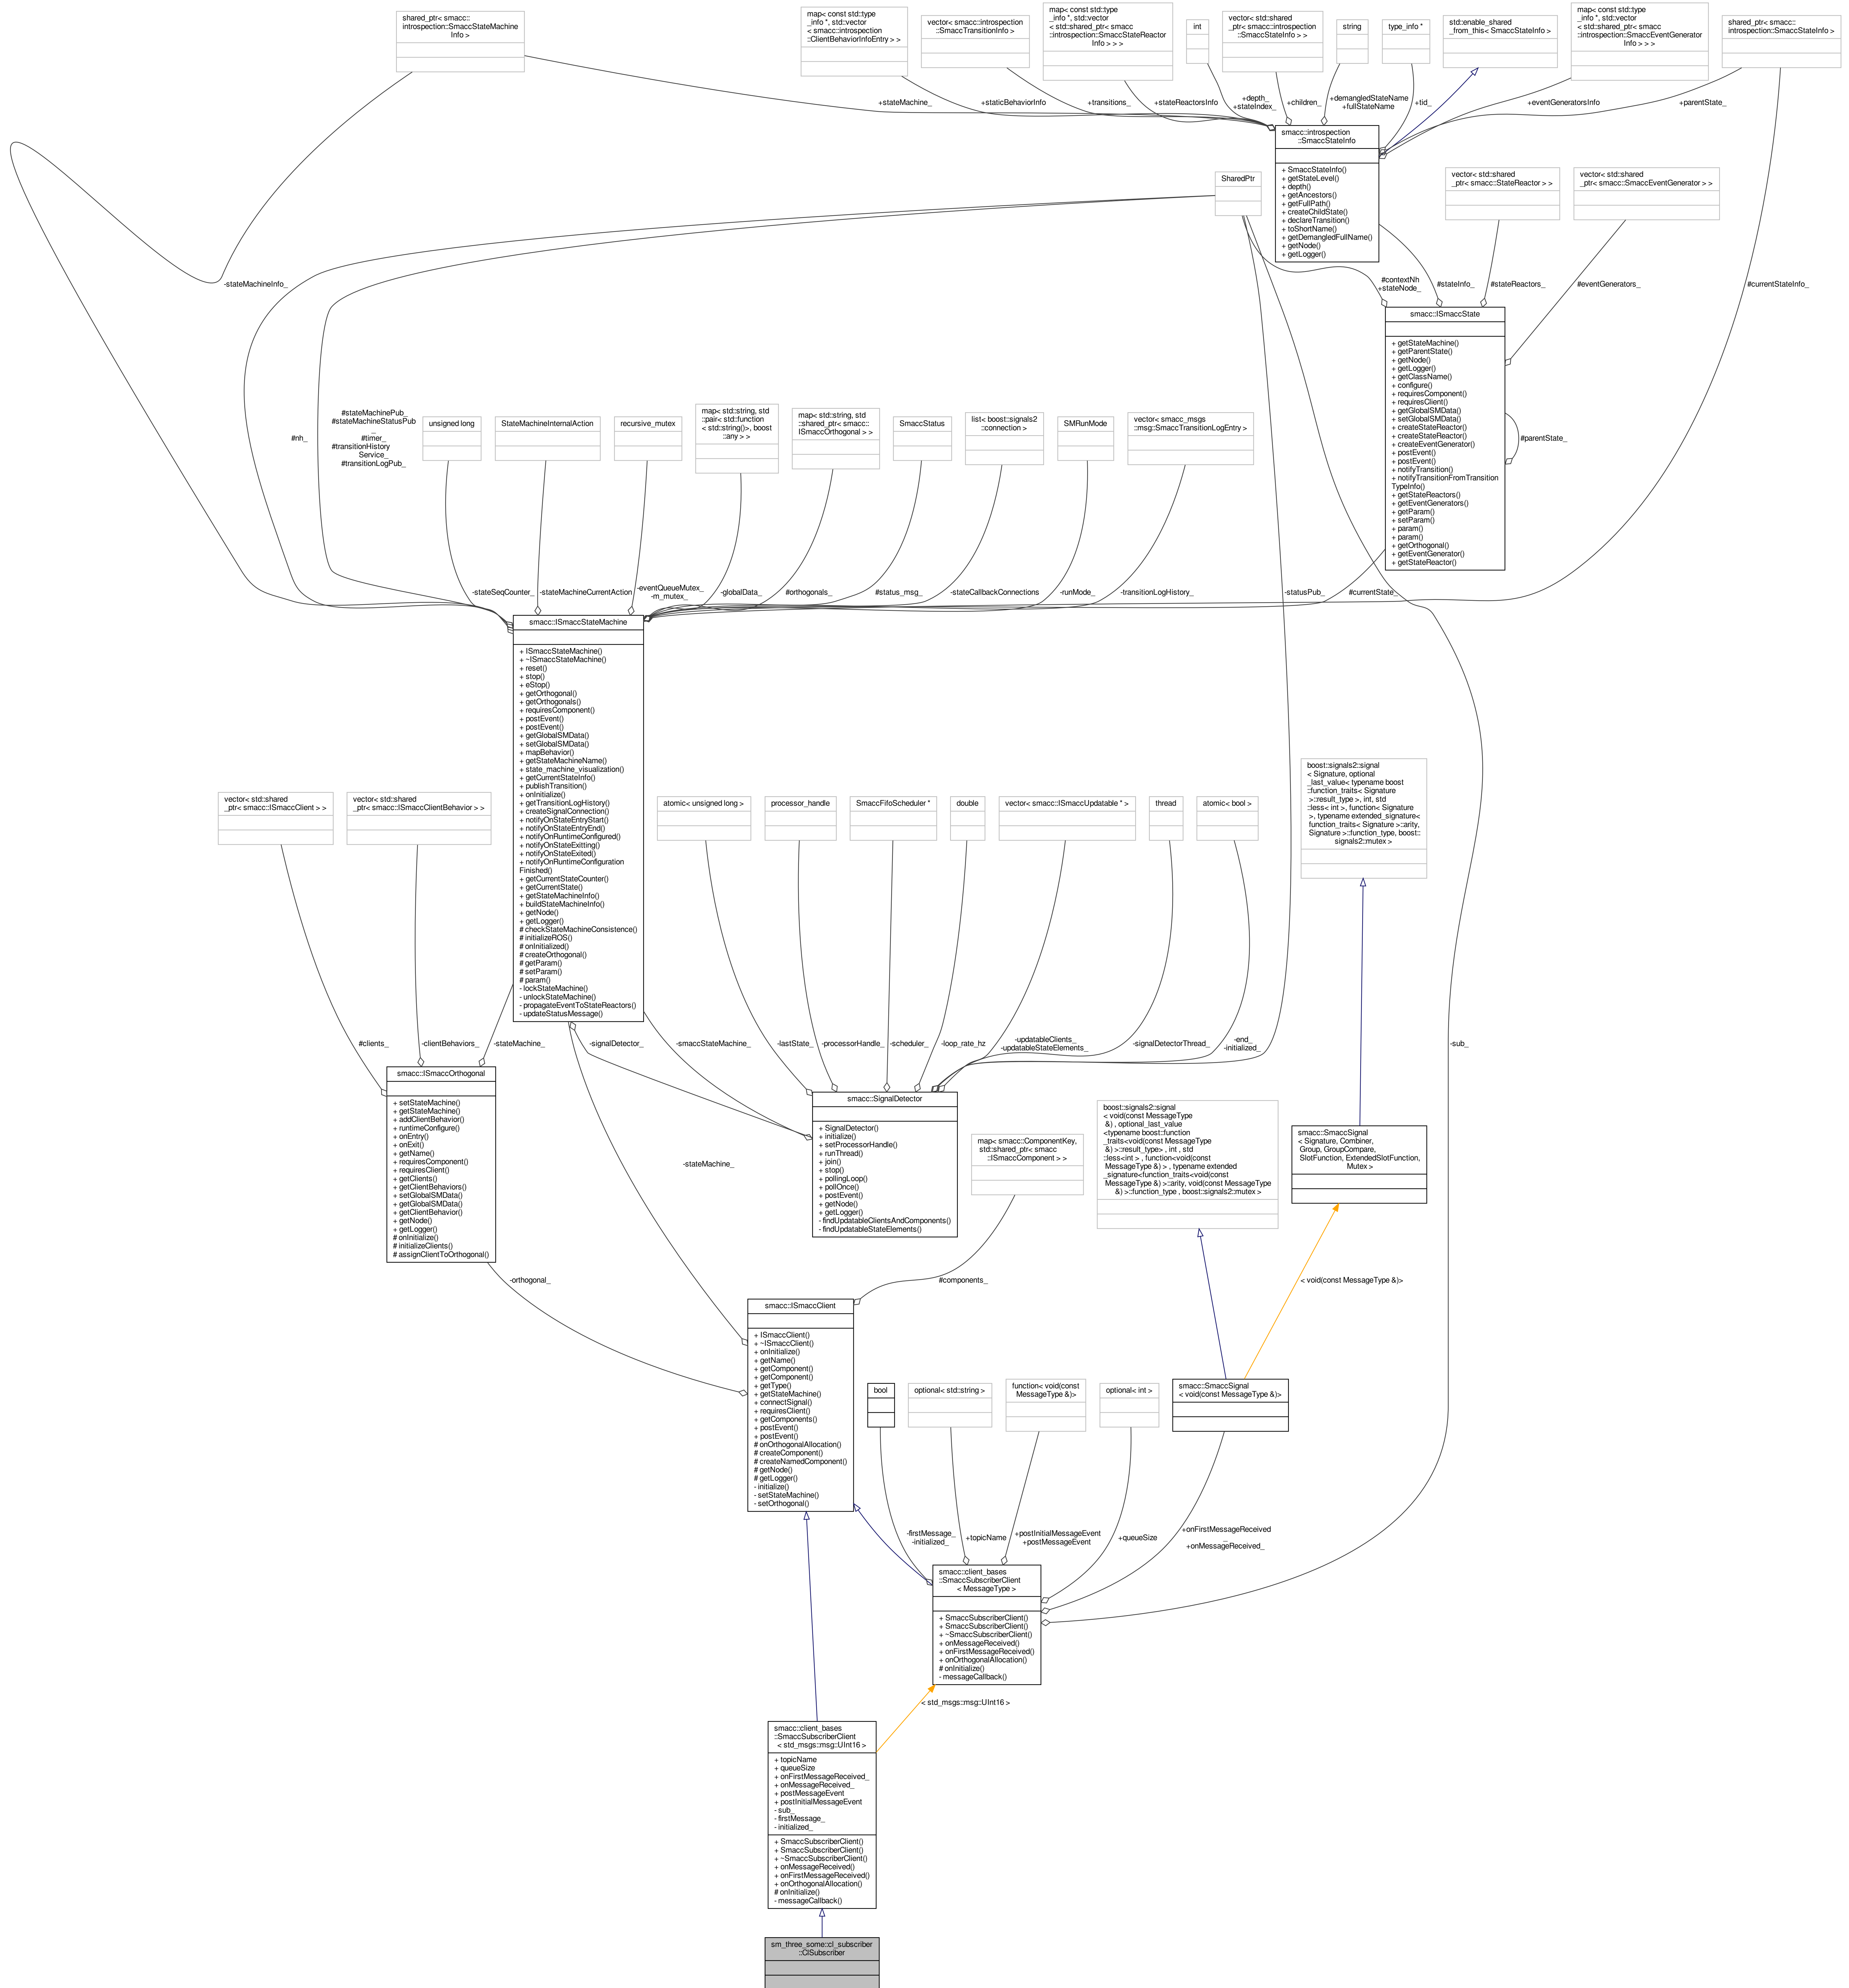 shared_ptr< smacc::
introspection::SmaccStateMachine
Info >
map< const std::type
_info *, std::vector
< smacc::introspection
::ClientBehaviorInfoEntry > >
vector< smacc::introspection
::SmaccTransitionInfo >
map< const std::type
_info *, std::vector
< std::shared_ptr< smacc
::introspection::SmaccStateReactor
Info > > >
int
vector< std::shared
_ptr< smacc::introspection
::SmaccStateInfo > >
string
type_info *
std::enable_shared
_from_this< SmaccStateInfo >
map< const std::type
_info *, std::vector
< std::shared_ptr< smacc
::introspection::SmaccEventGenerator
Info > > >
shared_ptr< smacc::
introspection::SmaccStateInfo >
+stateMachine_
+staticBehaviorInfo
+transitions_
+stateReactorsInfo
+depth_
+stateIndex_
+children_
+demangledStateName
+fullStateName
+tid_
+eventGeneratorsInfo
+parentState_
smacc::introspection
::SmaccStateInfo
+ SmaccStateInfo()
+ getStateLevel()
+ depth()
+ getAncestors()
+ getFullPath()
+ createChildState()
+ declareTransition()
+ toShortName()
+ getDemangledFullName()
+ getNode()
+ getLogger()
SharedPtr
vector< std::shared
_ptr< smacc::StateReactor > >
vector< std::shared
_ptr< smacc::SmaccEventGenerator > >
-stateMachineInfo_
#contextNh
+stateNode_
#stateInfo_
#stateReactors_
#eventGenerators_
#currentStateInfo_
smacc::ISmaccState
+ getStateMachine()
+ getParentState()
+ getNode()
+ getLogger()
+ getClassName()
+ configure()
+ requiresComponent()
+ requiresClient()
+ getGlobalSMData()
+ setGlobalSMData()
+ createStateReactor()
+ createStateReactor()
+ createEventGenerator()
+ postEvent()
+ postEvent()
+ notifyTransition()
+ notifyTransitionFromTransition
TypeInfo()
+ getStateReactors()
+ getEventGenerators()
+ getParam()
+ setParam()
+ param()
+ param()
+ getOrthogonal()
+ getEventGenerator()
+ getStateReactor()
#parentState_
#nh_
#stateMachinePub_
#stateMachineStatusPub
_
#timer_
#transitionHistory
Service_
#transitionLogPub_
unsigned long
StateMachineInternalAction
recursive_mutex
map< std::string, std
::pair< std::function
< std::string()>, boost
::any > >
map< std::string, std
::shared_ptr< smacc::
ISmaccOrthogonal > >
SmaccStatus
list< boost::signals2
::connection >
SMRunMode
vector< smacc_msgs
::msg::SmaccTransitionLogEntry >
-stateSeqCounter_
-stateMachineCurrentAction
-eventQueueMutex_
-m_mutex_
-globalData_
#orthogonals_
#status_msg_
-stateCallbackConnections
-runMode_
-transitionLogHistory_
-statusPub_
#currentState_
smacc::ISmaccStateMachine
+ ISmaccStateMachine()
+ ~ISmaccStateMachine()
+ reset()
+ stop()
+ eStop()
+ getOrthogonal()
+ getOrthogonals()
+ requiresComponent()
+ postEvent()
+ postEvent()
+ getGlobalSMData()
+ setGlobalSMData()
+ mapBehavior()
+ getStateMachineName()
+ state_machine_visualization()
+ getCurrentStateInfo()
+ publishTransition()
+ onInitialize()
+ getTransitionLogHistory()
+ createSignalConnection()
+ notifyOnStateEntryStart()
+ notifyOnStateEntryEnd()
+ notifyOnRuntimeConfigured()
+ notifyOnStateExitting()
+ notifyOnStateExited()
+ notifyOnRuntimeConfiguration
Finished()
+ getCurrentStateCounter()
+ getCurrentState()
+ getStateMachineInfo()
+ buildStateMachineInfo()
+ getNode()
+ getLogger()
# checkStateMachineConsistence()
# initializeROS()
# onInitialized()
# createOrthogonal()
# getParam()
# setParam()
# param()
- lockStateMachine()
- unlockStateMachine()
- propagateEventToStateReactors()
- updateStatusMessage()
vector< std::shared
_ptr< smacc::ISmaccClient > >
vector< std::shared
_ptr< smacc::ISmaccClientBehavior > >
atomic< unsigned long >
processor_handle
SmaccFifoScheduler *
double
vector< smacc::ISmaccUpdatable * >
thread
atomic< bool >
boost::signals2::signal
< Signature, optional
_last_value< typename boost
::function_traits< Signature
>::result_type >, int, std
::less< int >, function< Signature
>, typename extended_signature<
function_traits< Signature >::arity,
Signature >::function_type, boost::
signals2::mutex >
#clients_
-clientBehaviors_
-stateMachine_
-signalDetector_
-smaccStateMachine_
-lastState_
-processorHandle_
-scheduler_
-loop_rate_hz
-updatableClients_
-updatableStateElements_
-signalDetectorThread_
-end_
-initialized_
-sub_
smacc::ISmaccOrthogonal
+ setStateMachine()
+ getStateMachine()
+ addClientBehavior()
+ runtimeConfigure()
+ onEntry()
+ onExit()
+ getName()
+ requiresComponent()
+ requiresClient()
+ getClients()
+ getClientBehaviors()
+ setGlobalSMData()
+ getGlobalSMData()
+ getClientBehavior()
+ getNode()
+ getLogger()
# onInitialize()
# initializeClients()
# assignClientToOrthogonal()
smacc::SignalDetector
+ SignalDetector()
+ initialize()
+ setProcessorHandle()
+ runThread()
+ join()
+ stop()
+ pollingLoop()
+ pollOnce()
+ postEvent()
+ getNode()
+ getLogger()
- findUpdatableClientsAndComponents()
- findUpdatableStateElements()
-stateMachine_
map< smacc::ComponentKey,
std::shared_ptr< smacc
::ISmaccComponent > >
boost::signals2::signal
< void(const MessageType
&) , optional_last_value
<typename boost::function
_traits<void(const MessageType
&) >::result_type> , int , std
::less<int > , function<void(const
MessageType &) > , typename extended
_signature<function_traits<void(const
MessageType &) >::arity, void(const MessageType
&) >::function_type , boost::signals2::mutex >
smacc::SmaccSignal
< Signature, Combiner,
Group, GroupCompare,
SlotFunction, ExtendedSlotFunction,
Mutex >
-orthogonal_
#components_
< void(const MessageType &)>
smacc::ISmaccClient
+ ISmaccClient()
+ ~ISmaccClient()
+ onInitialize()
+ getName()
+ getComponent()
+ getComponent()
+ getType()
+ getStateMachine()
+ connectSignal()
+ requiresClient()
+ getComponents()
+ postEvent()
+ postEvent()
# onOrthogonalAllocation()
# createComponent()
# createNamedComponent()
# getNode()
# getLogger()
- initialize()
- setStateMachine()
- setOrthogonal()
bool
optional< std::string >
function< void(const
MessageType &)>
optional< int >
smacc::SmaccSignal
< void(const MessageType &)>
-firstMessage_
-initialized_
+topicName
+postInitialMessageEvent
+postMessageEvent
+queueSize
+onFirstMessageReceived
_
+onMessageReceived_
smacc::client_bases
::SmaccSubscriberClient
< MessageType >
+ SmaccSubscriberClient()
+ SmaccSubscriberClient()
+ ~SmaccSubscriberClient()
+ onMessageReceived()
+ onFirstMessageReceived()
+ onOrthogonalAllocation()
# onInitialize()
- messageCallback()
< std_msgs::msg::UInt16 >
smacc::client_bases
::SmaccSubscriberClient
< std_msgs::msg::UInt16 >
+ topicName
+ queueSize
+ onFirstMessageReceived_
+ onMessageReceived_
+ postMessageEvent
+ postInitialMessageEvent
- sub_
- firstMessage_
- initialized_
+ SmaccSubscriberClient()
+ SmaccSubscriberClient()
+ ~SmaccSubscriberClient()
+ onMessageReceived()
+ onFirstMessageReceived()
+ onOrthogonalAllocation()
# onInitialize()
- messageCallback()
sm_three_some::cl_subscriber
::ClSubscriber